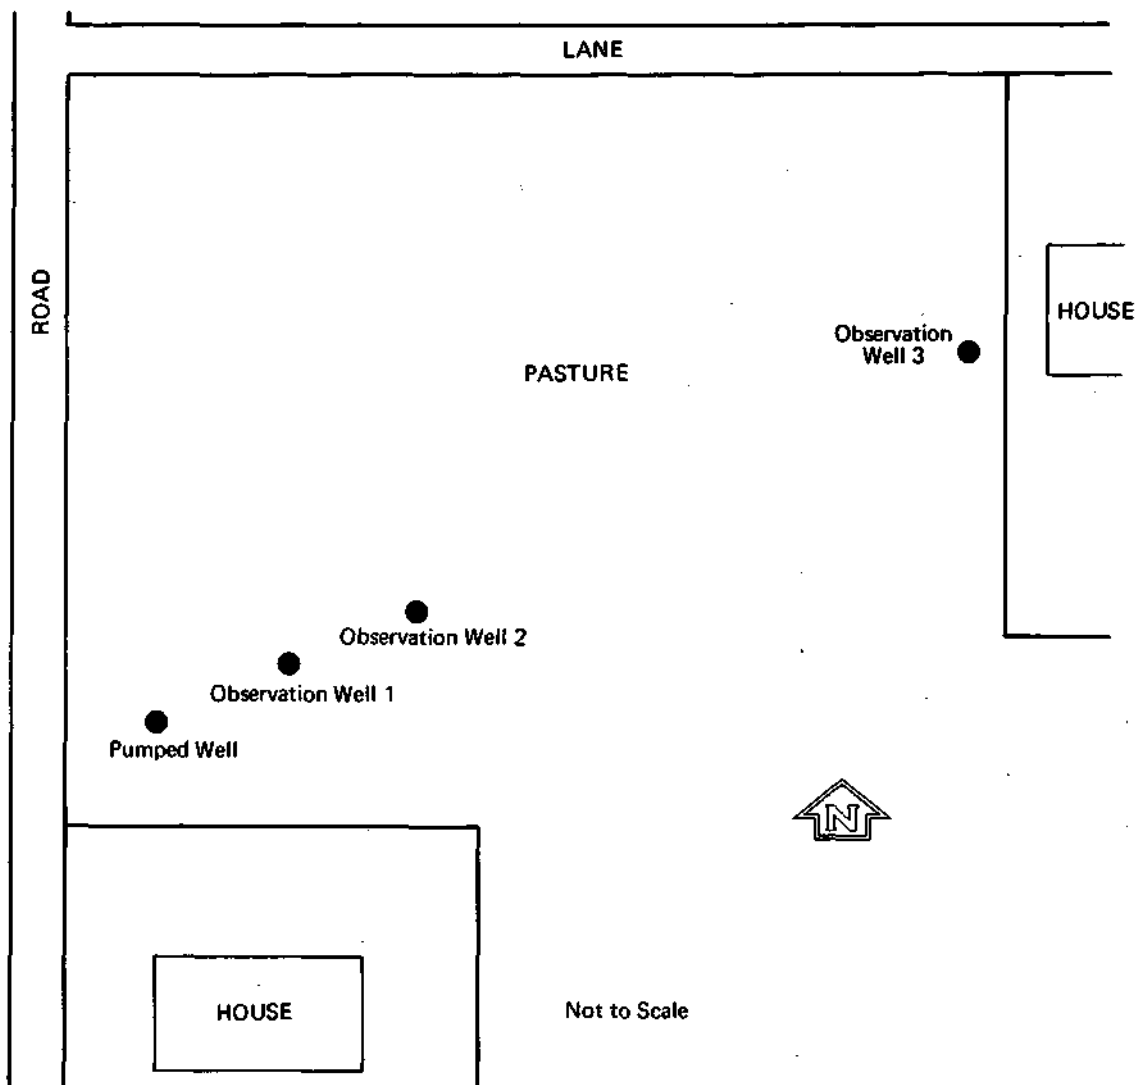 LANE
ROAD
HOUSE
Observation
Well 3
PASTURE
Observation Well 2
Observation Well 1
Pumped Well
N
HOUSE
Not to Scale